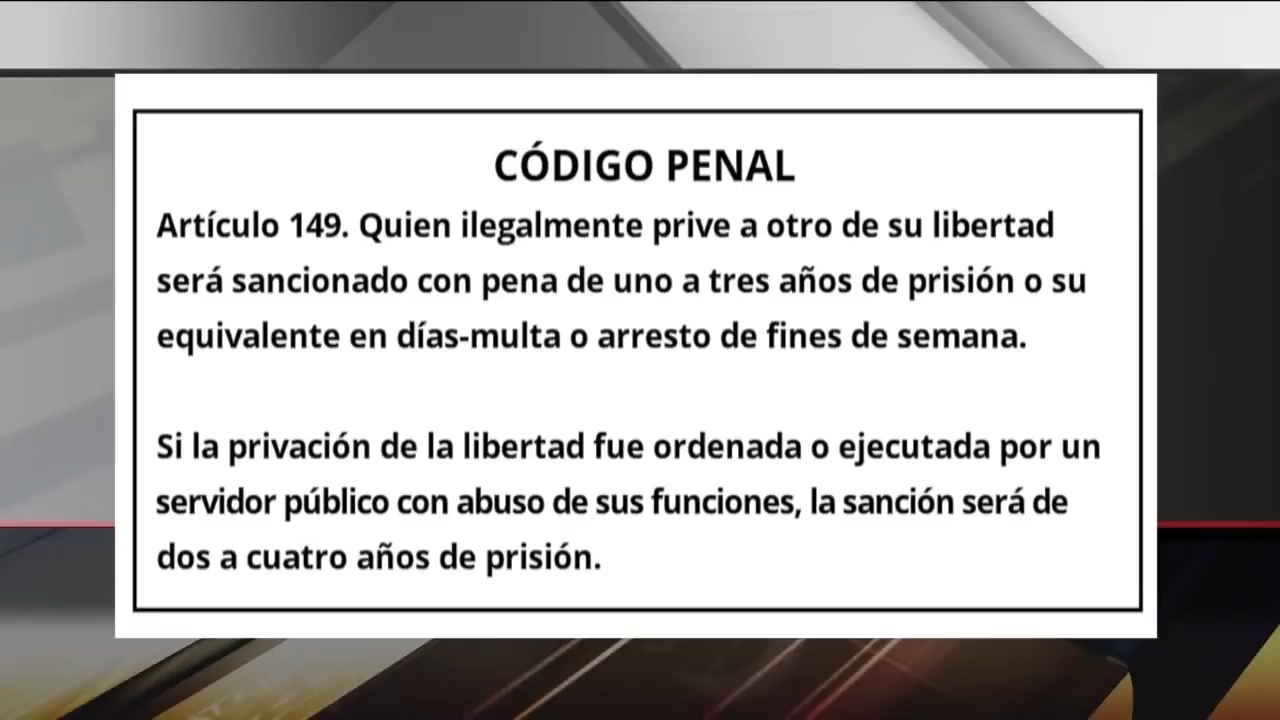 CÓDIGO PENAL
Artículo 149. Quien ilegalmente prive a otro de su libertad
será sancionado con pena de uno a tres años de prisión o su
equivalente en días-multa o arresto de fines de semana.
Si la privación de la libertad fue ordenada o ejecutada por un
servidor público con abuso de sus funciones, la sanción será de
dos a cuatro años de prisión.